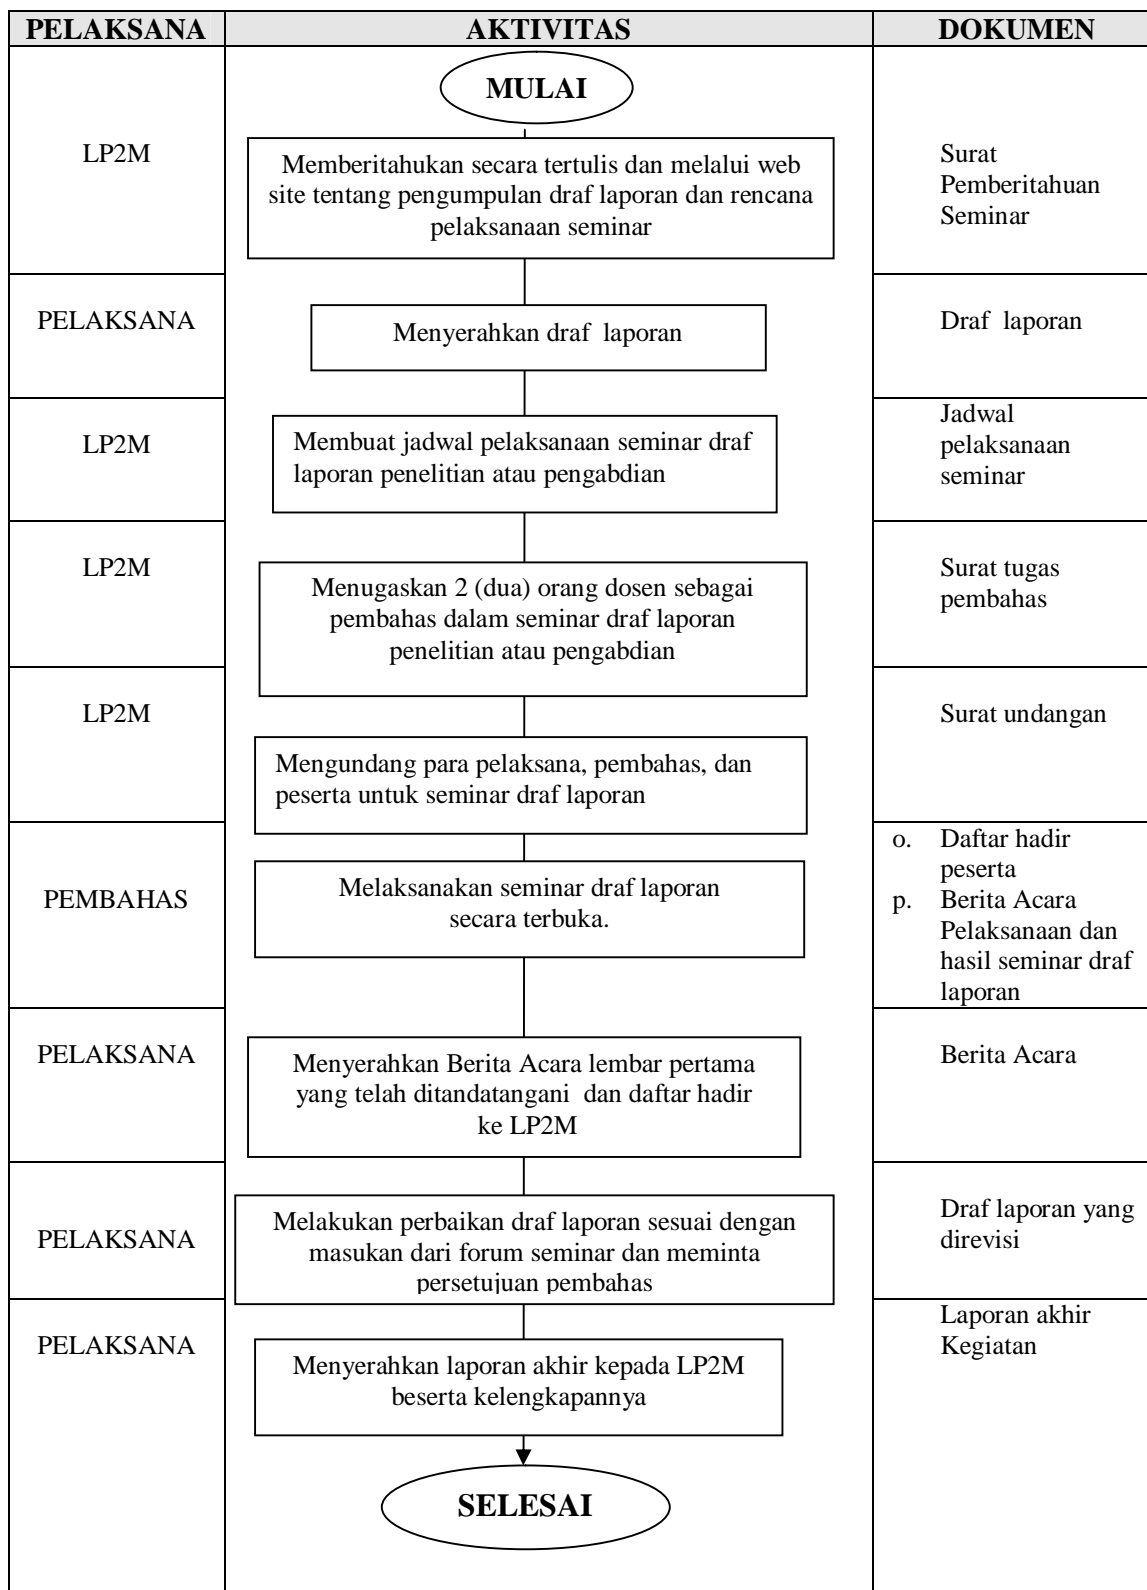 PELAKSANA AKTIVITAS DOKUMEN
MULAI
LP2M
Memberitahukan secara tertulis dan melalui web
site tentang pengumpulan draf laporan dan rencana
pelaksanaan seminar
Surat
Pemberitahuan
Seminar
PELAKSANA
Menyerahkan draf laporan
Draf laporan
LP2M
Membuat jadwal pelaksanaan seminar draf
laporan penelitian atau pengabdian
Jadwal
pelaksanaan
seminar
LP2M
Menugaskan 2 (dua) orang dosen sebagai
pembahas dalam seminar draf laporan
penelitian atau pengabdian
Surat tugas
pembahas
LP2M
Mengundang para pelaksana, pembahas, dan
peserta untuk seminar draf laporan
Surat undangan
PEMBAHAS
Melaksanakan seminar draf laporan
secara terbuka.
o. Daftar hadir
peserta
p. Berita Acara
Pelaksanaan dan
hasil seminar draf
laporan
PELAKSANA
Menyerahkan Berita Acara lembar pertama
yang telah ditandatangani dan daftar hadir
ke LP2M
Berita Acara
PELAKSANA
Melakukan perbaikan draf laporan sesuai dengan
masukan dari forum seminar dan meminta
persetujuan pembahas
Draf laporan yang
direvisi
PELAKSANA
Menyerahkan laporan akhir kepada LP2M
beserta kelengkapannya
Laporan akhir
Kegiatan
SELESAI